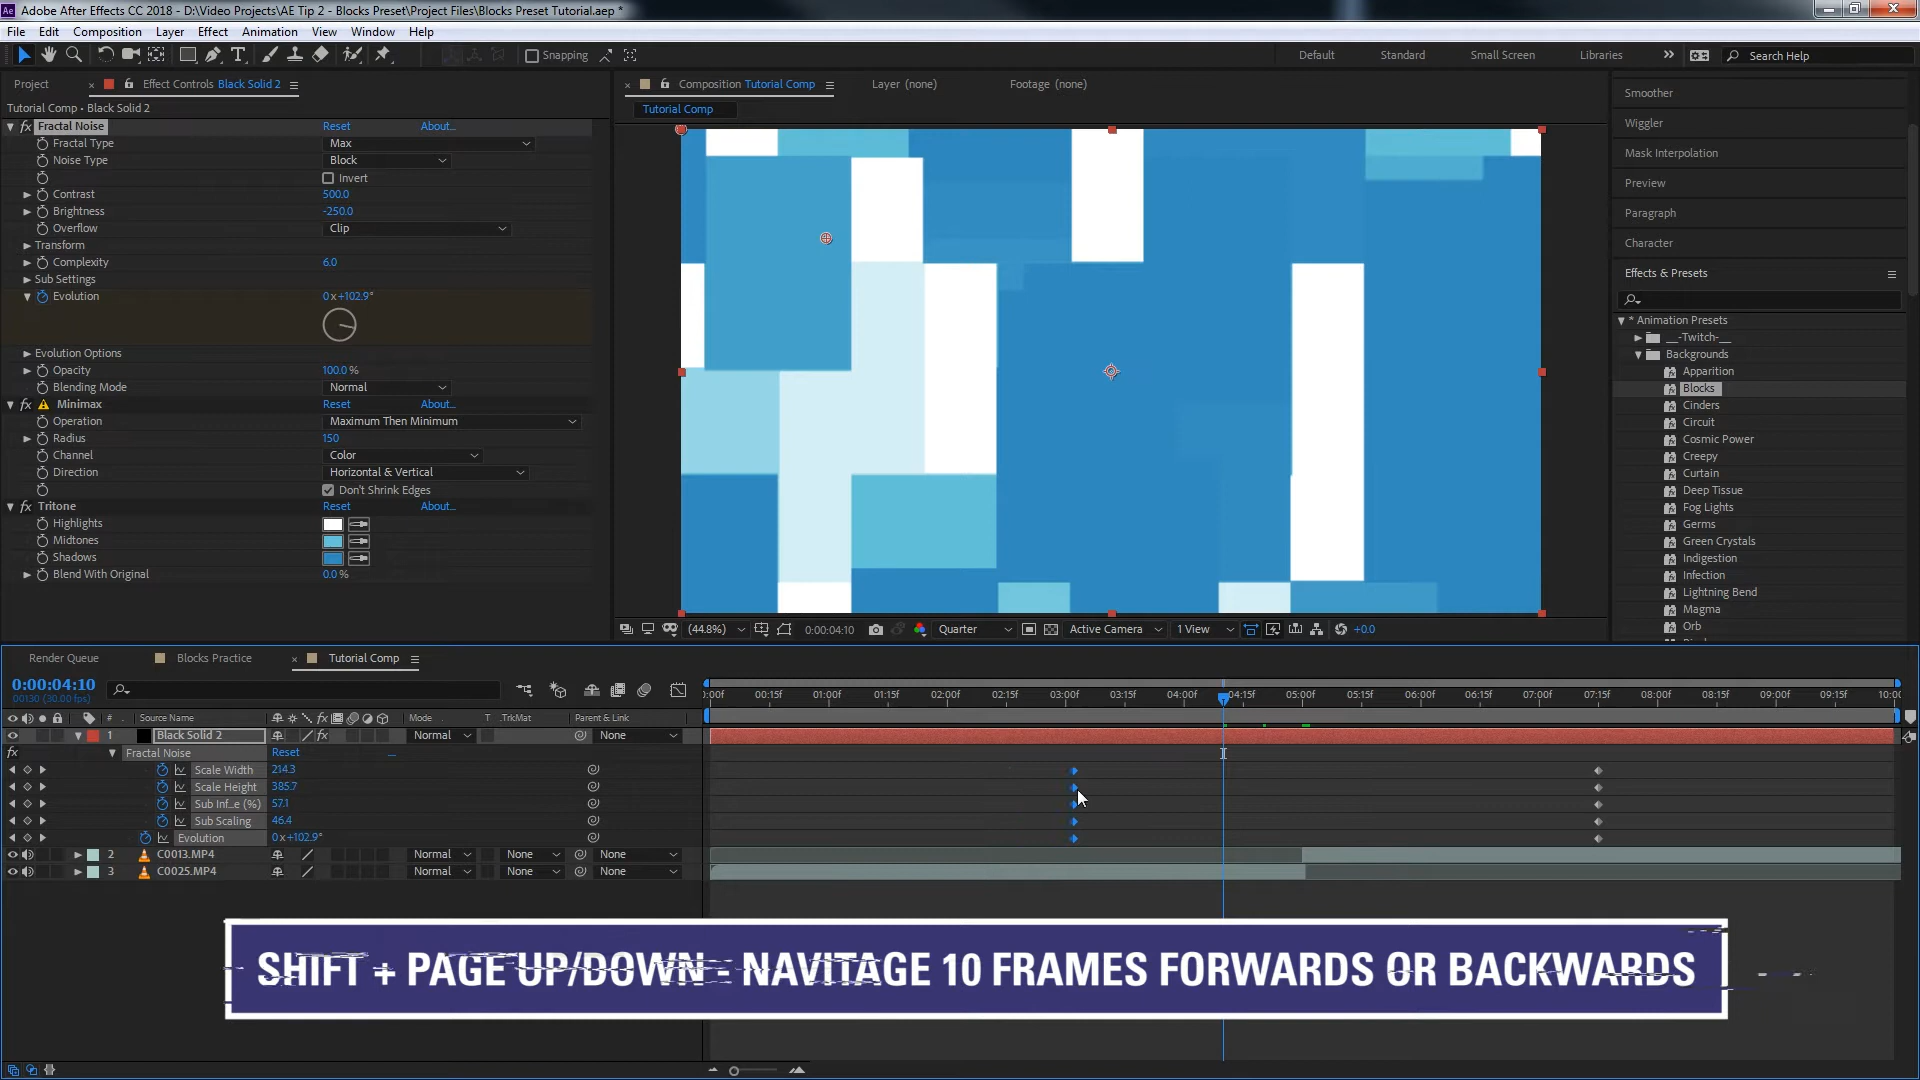 Adobe After Effects CC 2018 - D:\Video Projects\AE Tip 2 - Blocks Preset\Project Files\Blocks Preset Tutorial.aep *
File Edit Composition Layer Effect Animation View Window Help
Snapping Default Standard Small Screen Libraries Search Help
Project Effect Controls Black Solid 2
Tutorial Comp • Black Solid 2
Fractal Noise Reset About...
Fractal Type Max
Noise Type Block
Invert
Contrast 500.0
Brightness -250.0
Overflow Clip
Transform
Complexity 6.0
Sub Settings
Evolution 0x+102.9°
Evolution Options
Opacity 100.0 %
Blending Mode Normal
Minimax Reset About...
Operation Maximum Then Minimum
Radius 150
Channel Color
Direction Horizontal & Vertical
Don't Shrink Edges
Tritone Reset About...
Highlights
Midtones
Shadows
Blend With Original 0.0 %
Composition Tutorial Comp Layer (none) Footage (none)
Tutorial Comp
(44.8%) 0:00:04:10 Quarter Active Camera 1 View +0.0
Smoother
Wiggler
Mask Interpolation
Preview
Paragraph
Character
Effects & Presets
* Animation Presets
__-Twitch-__
Backgrounds
Apparition
Blocks
Cinders
Circuit
Cosmic Power
Creepy
Curtain
Deep Tissue
Fog Lights
Germs
Green Crystals
Indigestion
Infection
Lightning Bend
Magma
Orb
Render Queue Blocks Practice Tutorial Comp
0:00:04:10
00130 (30.00 fps)
:00f 00:15f 01:00f 01:15f 02:00f 02:15f 03:00f 03:15f 04:00f 04:15f 05:00f 05:15f 06:00f 06:15f 07:00f 07:15f 08:00f 08:15f 09:00f 09:15f 10:00
# Source Name Mode T .TrkMat Parent & Link
1 Black Solid 2 Normal None
Fractal Noise Reset
Scale Width 214.3
Scale Height 385.7
Sub Inf...e (%) 57.1
Sub Scaling 46.4
Evolution 0x+102.9°
2 C0013.MP4 Normal None None
3 C0025.MP4 Normal None None
SHIFT + PAGE UP/DOWN - NAVITAGE 10 FRAMES FORWARDS OR BACKWARDS